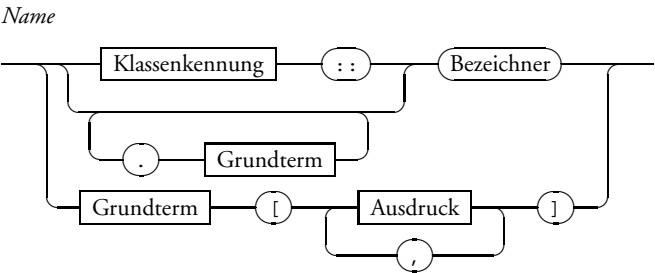 Name
Klassenkennung :: Bezeichner
. Grundterm
Grundterm [ Ausdruck ]
,